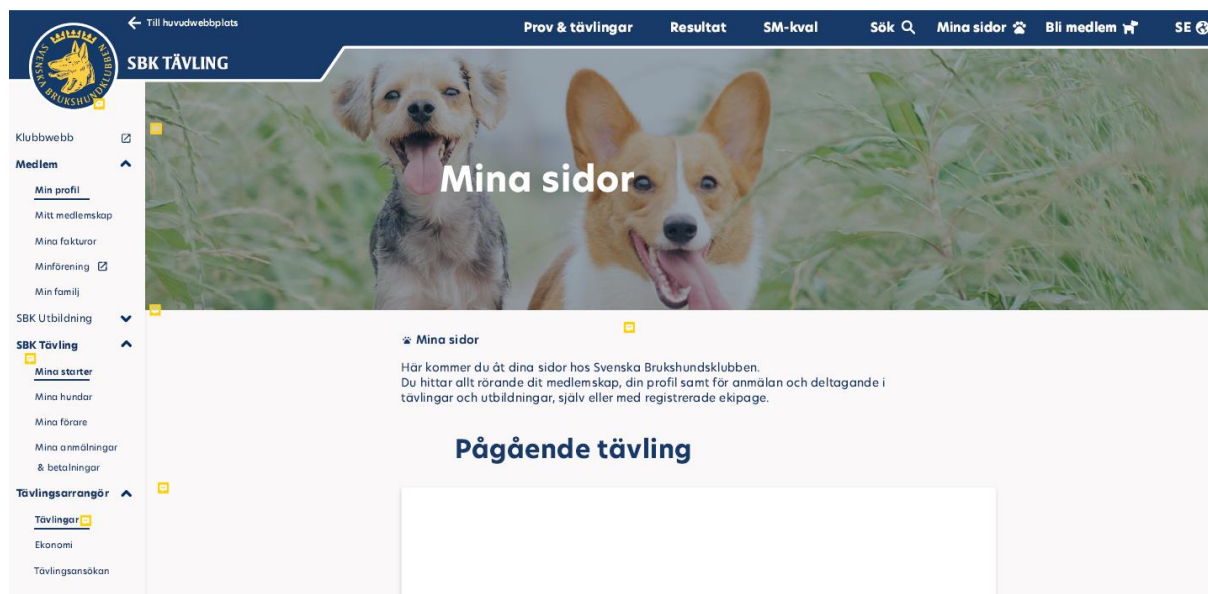 Till huvudwebbplats
Prov & tävlingar
Resultat
SM-kval
Sök
Mina sidor
Bli medlem
SE
SVENSKA BRUKSHUNDKLUBBEN
SBK TÄVLING
Klubbwebb
Medlem
Min profil
Mitt medlemskap
Mina fakturor
Minförening
Min familj
SBK Utbildning
SBK Tävling
Mina starter
Mina hundar
Mina förare
Mina anmälningar
& betalningar
Tävlingsarrangör
Tävlingar
Ekonomi
Tävlingsansökan
Mina sidor
Mina sidor
Här kommer du åt dina sidor hos Svenska Brukshundsklubben.
Du hittar allt rörande dit medlemskap, din profil samt för anmälan och deltagande i
tävlingar och utbildningar, själv eller med registrerade ekipage.
Pågående tävling